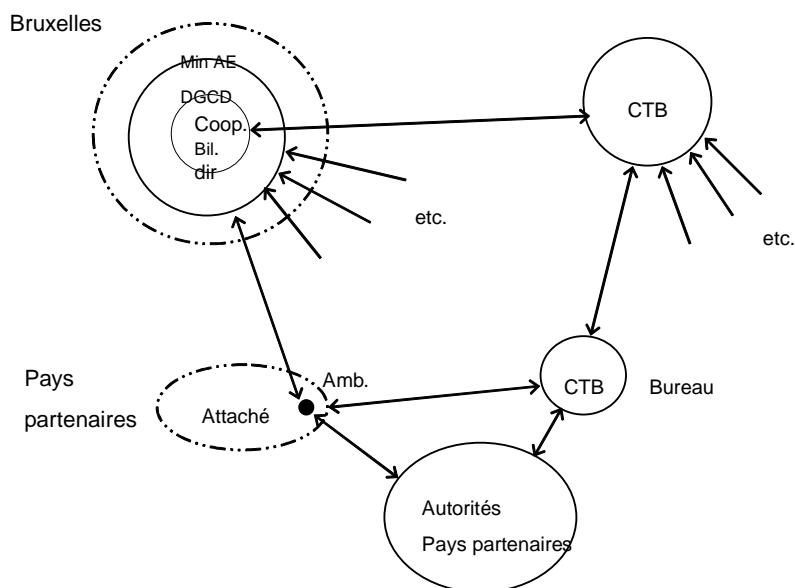 Bruxelles
Min AE
DGCD
Coop.
Bil.
dir
CTB
etc.
etc.
Pays
partenaires
Amb.
Attaché
CTB
Bureau
Autorités
Pays partenaires